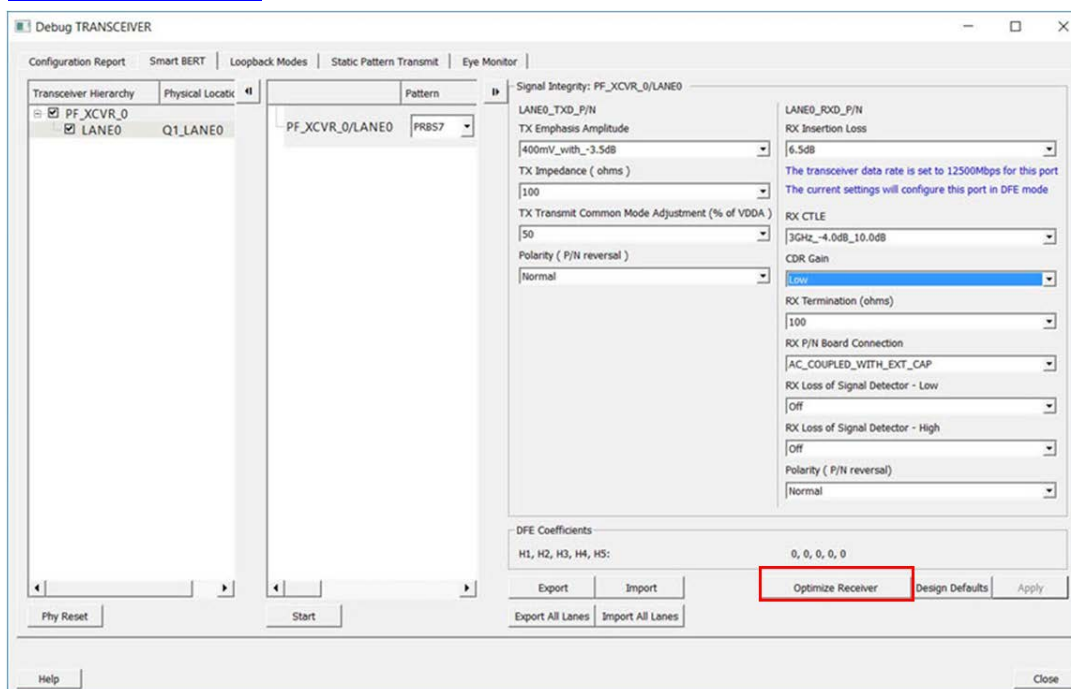 Debug TRANSCEIVER
Configuration Report Smart BERT Loopback Modes Static Pattern Transmit Eye Monitor
Transceiver Hierarchy Physical Locatic
PF_XCVR_0
LANE0 Q1_LANE0
Phy Reset
Pattern
PF_XCVR_0/LANE0 PRBS7
Start
Signal Integrity: PF_XCVR_0/LANE0
LANE0_TXD_P/N
TX Emphasis Amplitude
400mV_with_-3.5dB
TX Impedance ( ohms )
100
TX Transmit Common Mode Adjustment (% of VDDA )
50
Polarity ( P/N reversal )
Normal
LANE0_RXD_P/N
RX Insertion Loss
6.5dB
The transceiver data rate is set to 12500Mbps for this port
The current settings will configure this port in DFE mode
RX CTLE
3GHz_-4.0dB_10.0dB
CDR Gain
Low
RX Termination (ohms)
100
RX P/N Board Connection
AC_COUPLED_WITH_EXT_CAP
RX Loss of Signal Detector - Low
Off
RX Loss of Signal Detector - High
Off
Polarity ( P/N reversal)
Normal
DFE Coefficients
H1, H2, H3, H4, H5: 0, 0, 0, 0, 0
Export Import Optimize Receiver Design Defaults Apply
Export All Lanes Import All Lanes
Help Close